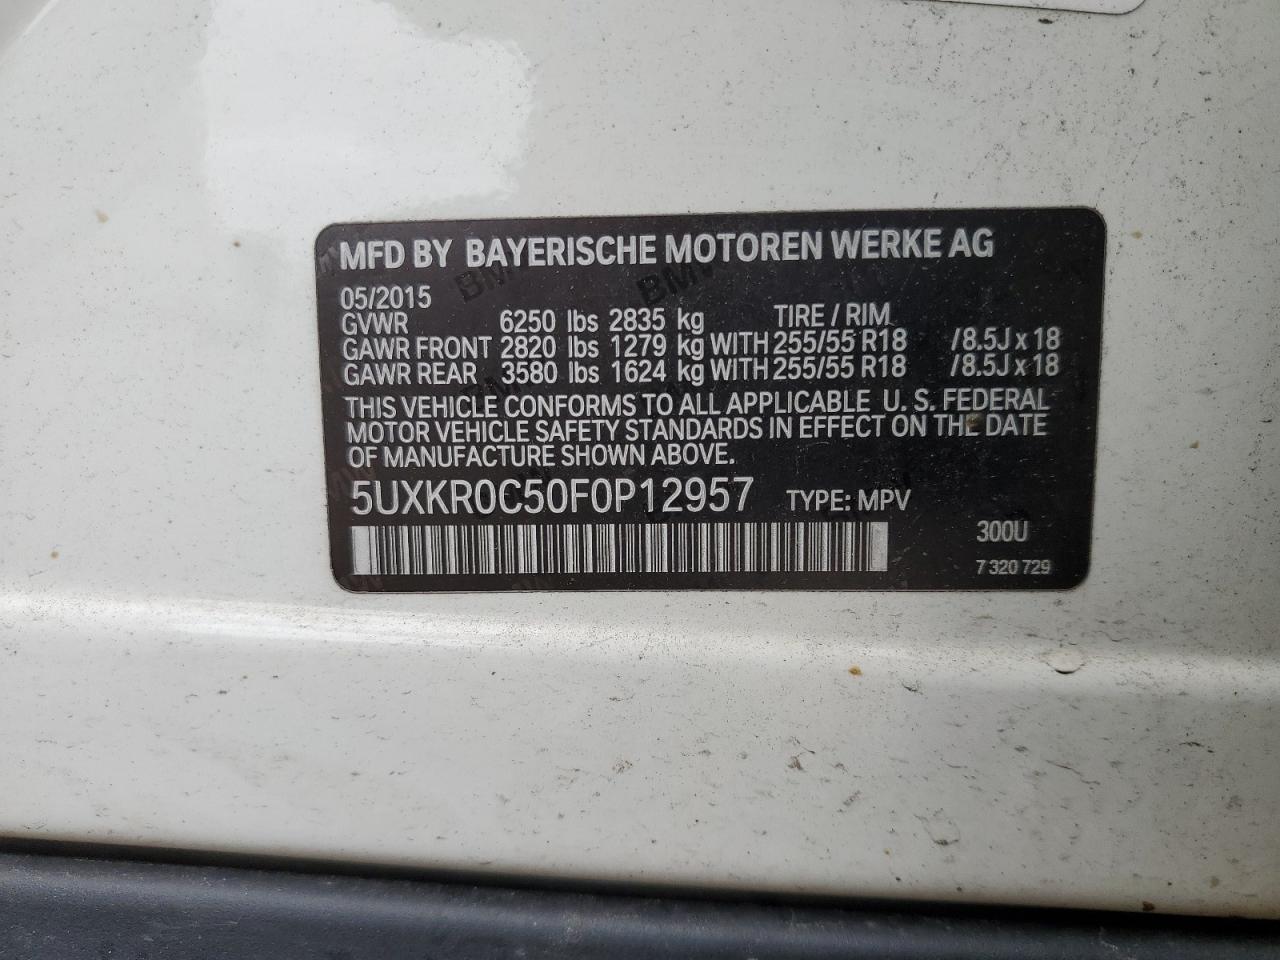 MFD BY BAYERISCHE MOTOREN WERKE AG
05/2015
GVWR 6250 lbs 2835 kg TIRE / RIM
GAWR FRONT 2820 lbs 1279 kg WITH 255/55 R18 /8.5J x 18
GAWR REAR 3580 lbs 1624 kg WITH 255/55 R18 /8.5J x 18
THIS VEHICLE CONFORMS TO ALL APPLICABLE U. S. FEDERAL
MOTOR VEHICLE SAFETY STANDARDS IN EFFECT ON THE DATE
OF MANUFACTURE SHOWN ABOVE.
5UXKR0C50F0P12957 TYPE: MPV
300U
7 320 729